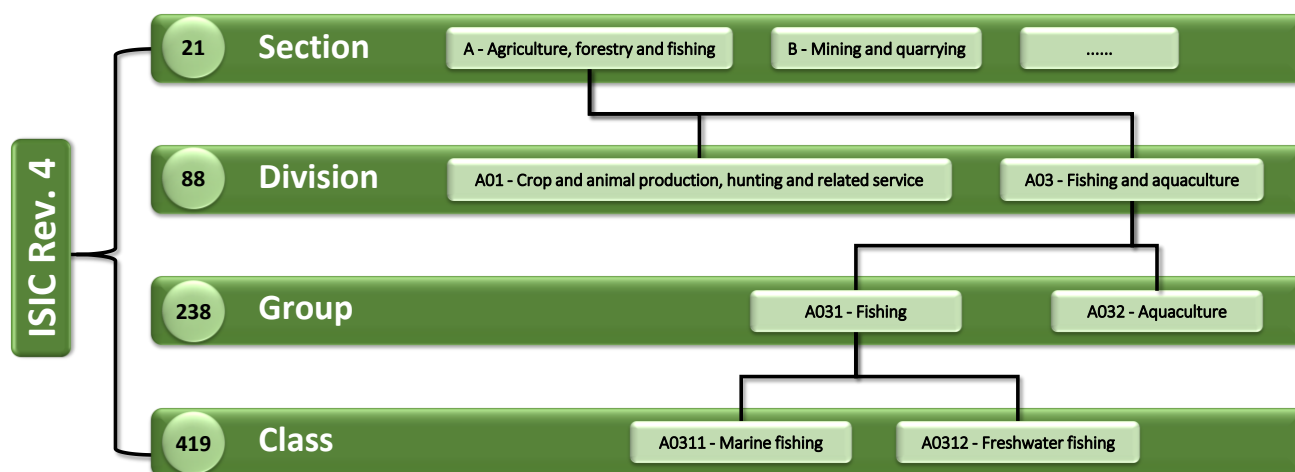 ISIC Rev. 4
21
Section
A - Agriculture, forestry and fishing
B - Mining and quarrying
......
88
Division
A01 - Crop and animal production, hunting and related service
A03 - Fishing and aquaculture
238
Group
A031 - Fishing
A032 - Aquaculture
419
Class
A0311 - Marine fishing
A0312 - Freshwater fishing